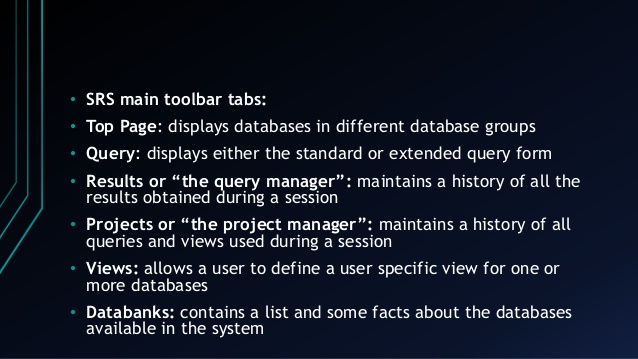 • SRS main toolbar tabs:
• Top Page: displays databases in different database groups
• Query: displays either the standard or extended query form
• Results or “the query manager”: maintains a history of all the
results obtained during a session
• Projects or “the project manager”: maintains a history of all
queries and views used during a session
• Views: allows a user to define a user specific view for one or
more databases
• Databanks: contains a list and some facts about the databases
available in the system